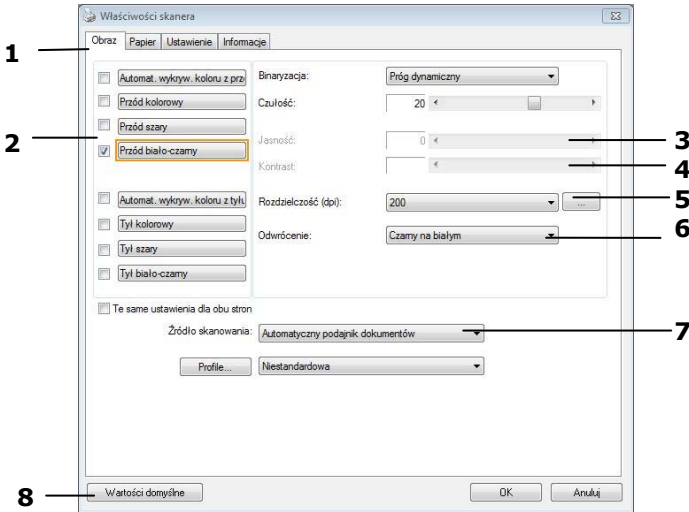 Właściwości skanera
Obraz Papier Ustawienie Informacje
1
2
Automat. wykryw. koloru z prz
Przód kolorowy
Przód szary
Przód biało-czarny
Automat. wykryw. koloru z tyłu
Tył kolorowy
Tył szary
Tył biało-czarny
Te same ustawienia dla obu stron
Binaryzacja: Próg dynamiczny
Czułość: 20
Jasność: 0 3
Kontrast: 4
Rozdzielczość (dpi): 200 ... 5
Odwrócenie: Czarny na białym 6
Źródło skanowania: Automatyczny podajnik dokumentów 7
Profile... Niestandardowa
8 Wartości domyślne OK Anuluj